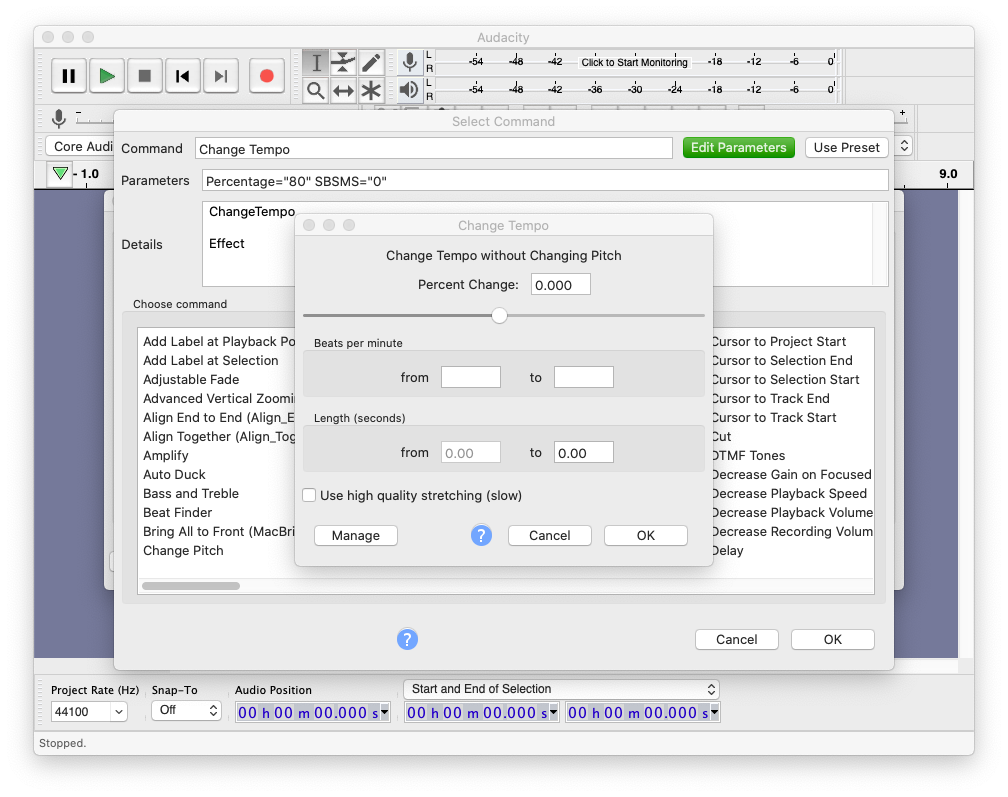 Audacity
L
R
-54 -48 -42 Click to Start Monitoring -18 -12 -6 0
L
R
-54 -48 -42 -36 -30 -24 -18 -12 -6 0
- +
Core Audi
- 1.0 9.0
Select Command
Command Change Tempo Edit Parameters Use Preset
Parameters Percentage="80" SBSMS="0"
Details
ChangeTempo
Effect
Choose command
Add Label at Playback Po
Add Label at Selection
Adjustable Fade
Advanced Vertical Zoomi
Align End to End (Align_E
Align Together (Align_Tog
Amplify
Auto Duck
Bass and Treble
Beat Finder
Bring All to Front (MacBri
Change Pitch
Cursor to Project Start
Cursor to Selection End
Cursor to Selection Start
Cursor to Track End
Cursor to Track Start
Cut
DTMF Tones
Decrease Gain on Focused
Decrease Playback Speed
Decrease Playback Volume
Decrease Recording Volum
Delay
? Cancel OK
Change Tempo
Change Tempo without Changing Pitch
Percent Change: 0.000
Beats per minute
from to
Length (seconds)
from 0.00 to 0.00
Use high quality stretching (slow)
Manage ? Cancel OK
Project Rate (Hz) Snap-To Audio Position Start and End of Selection
44100 Off 00 h 00 m 00.000 s 00 h 00 m 00.000 s 00 h 00 m 00.000 s
Stopped.